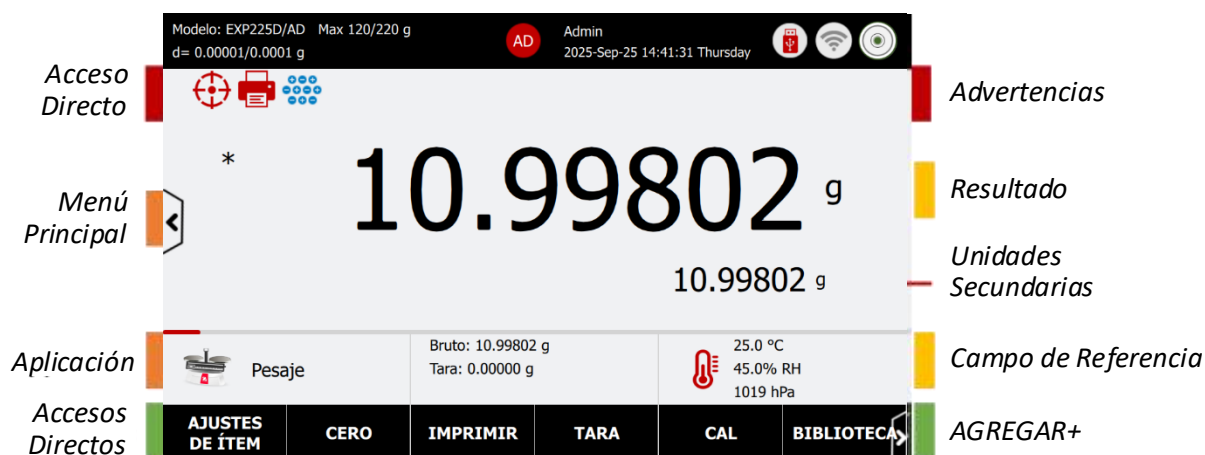 Modelo: EXP225D/AD Max 120/220 g
d= 0.00001/0.0001 g
AD
Admin
2025-Sep-25 14:41:31 Thursday
Acceso
Directo
Advertencias
*
10.99802 g
Menú
Principal
Resultado
10.99802 g
Unidades
Secundarias
Aplicación
Pesaje
Bruto: 10.99802 g
Tara: 0.00000 g
25.0 °C
45.0% RH
1019 hPa
Campo de Referencia
Accesos
Directos
AJUSTES
DE ÍTEM
CERO
IMPRIMIR
TARA
CAL
BIBLIOTECA
AGREGAR+